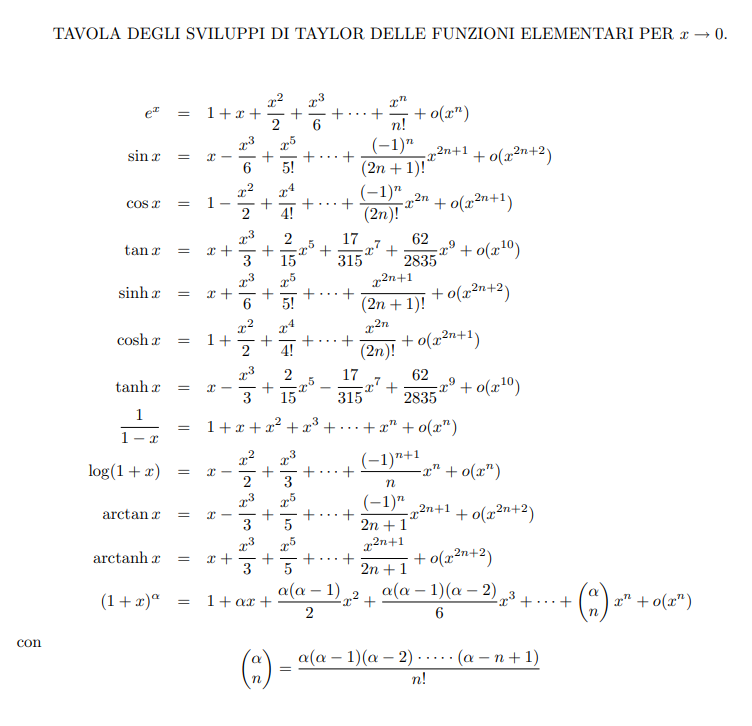 TAVOLA DEGLI SVILUPPI DI TAYLOR DELLE FUNZIONI ELEMENTARI PER $x \to 0$.
$e^x = 1 + x + \frac{x^2}{2} + \frac{x^3}{6} + \cdots + \frac{x^n}{n!} + o(x^n)$
$\sin x = x - \frac{x^3}{6} + \frac{x^5}{5!} + \cdots + \frac{(-1)^n}{(2n+1)!}x^{2n+1} + o(x^{2n+2})$
$\cos x = 1 - \frac{x^2}{2} + \frac{x^4}{4!} + \cdots + \frac{(-1)^n}{(2n)!}x^{2n} + o(x^{2n+1})$
$\tan x = x + \frac{x^3}{3} + \frac{2}{15}x^5 + \frac{17}{315}x^7 + \frac{62}{2835}x^9 + o(x^{10})$
$\sinh x = x + \frac{x^3}{6} + \frac{x^5}{5!} + \cdots + \frac{x^{2n+1}}{(2n+1)!} + o(x^{2n+2})$
$\cosh x = 1 + \frac{x^2}{2} + \frac{x^4}{4!} + \cdots + \frac{x^{2n}}{(2n)!} + o(x^{2n+1})$
$\tanh x = x - \frac{x^3}{3} + \frac{2}{15}x^5 - \frac{17}{315}x^7 + \frac{62}{2835}x^9 + o(x^{10})$
$\frac{1}{1-x} = 1 + x + x^2 + x^3 + \cdots + x^n + o(x^n)$
$\log(1+x) = x - \frac{x^2}{2} + \frac{x^3}{3} + \cdots + \frac{(-1)^{n+1}}{n}x^n + o(x^n)$
$\arctan x = x - \frac{x^3}{3} + \frac{x^5}{5} + \cdots + \frac{(-1)^n}{2n+1}x^{2n+1} + o(x^{2n+2})$
$\operatorname{arctanh} x = x + \frac{x^3}{3} + \frac{x^5}{5} + \cdots + \frac{x^{2n+1}}{2n+1} + o(x^{2n+2})$
$(1+x)^\alpha = 1 + \alpha x + \frac{\alpha(\alpha-1)}{2}x^2 + \frac{\alpha(\alpha-1)(\alpha-2)}{6}x^3 + \cdots + \binom{\alpha}{n}x^n + o(x^n)$
con
$\binom{\alpha}{n} = \frac{\alpha(\alpha-1)(\alpha-2)\cdot\cdots\cdot(\alpha-n+1)}{n!}$